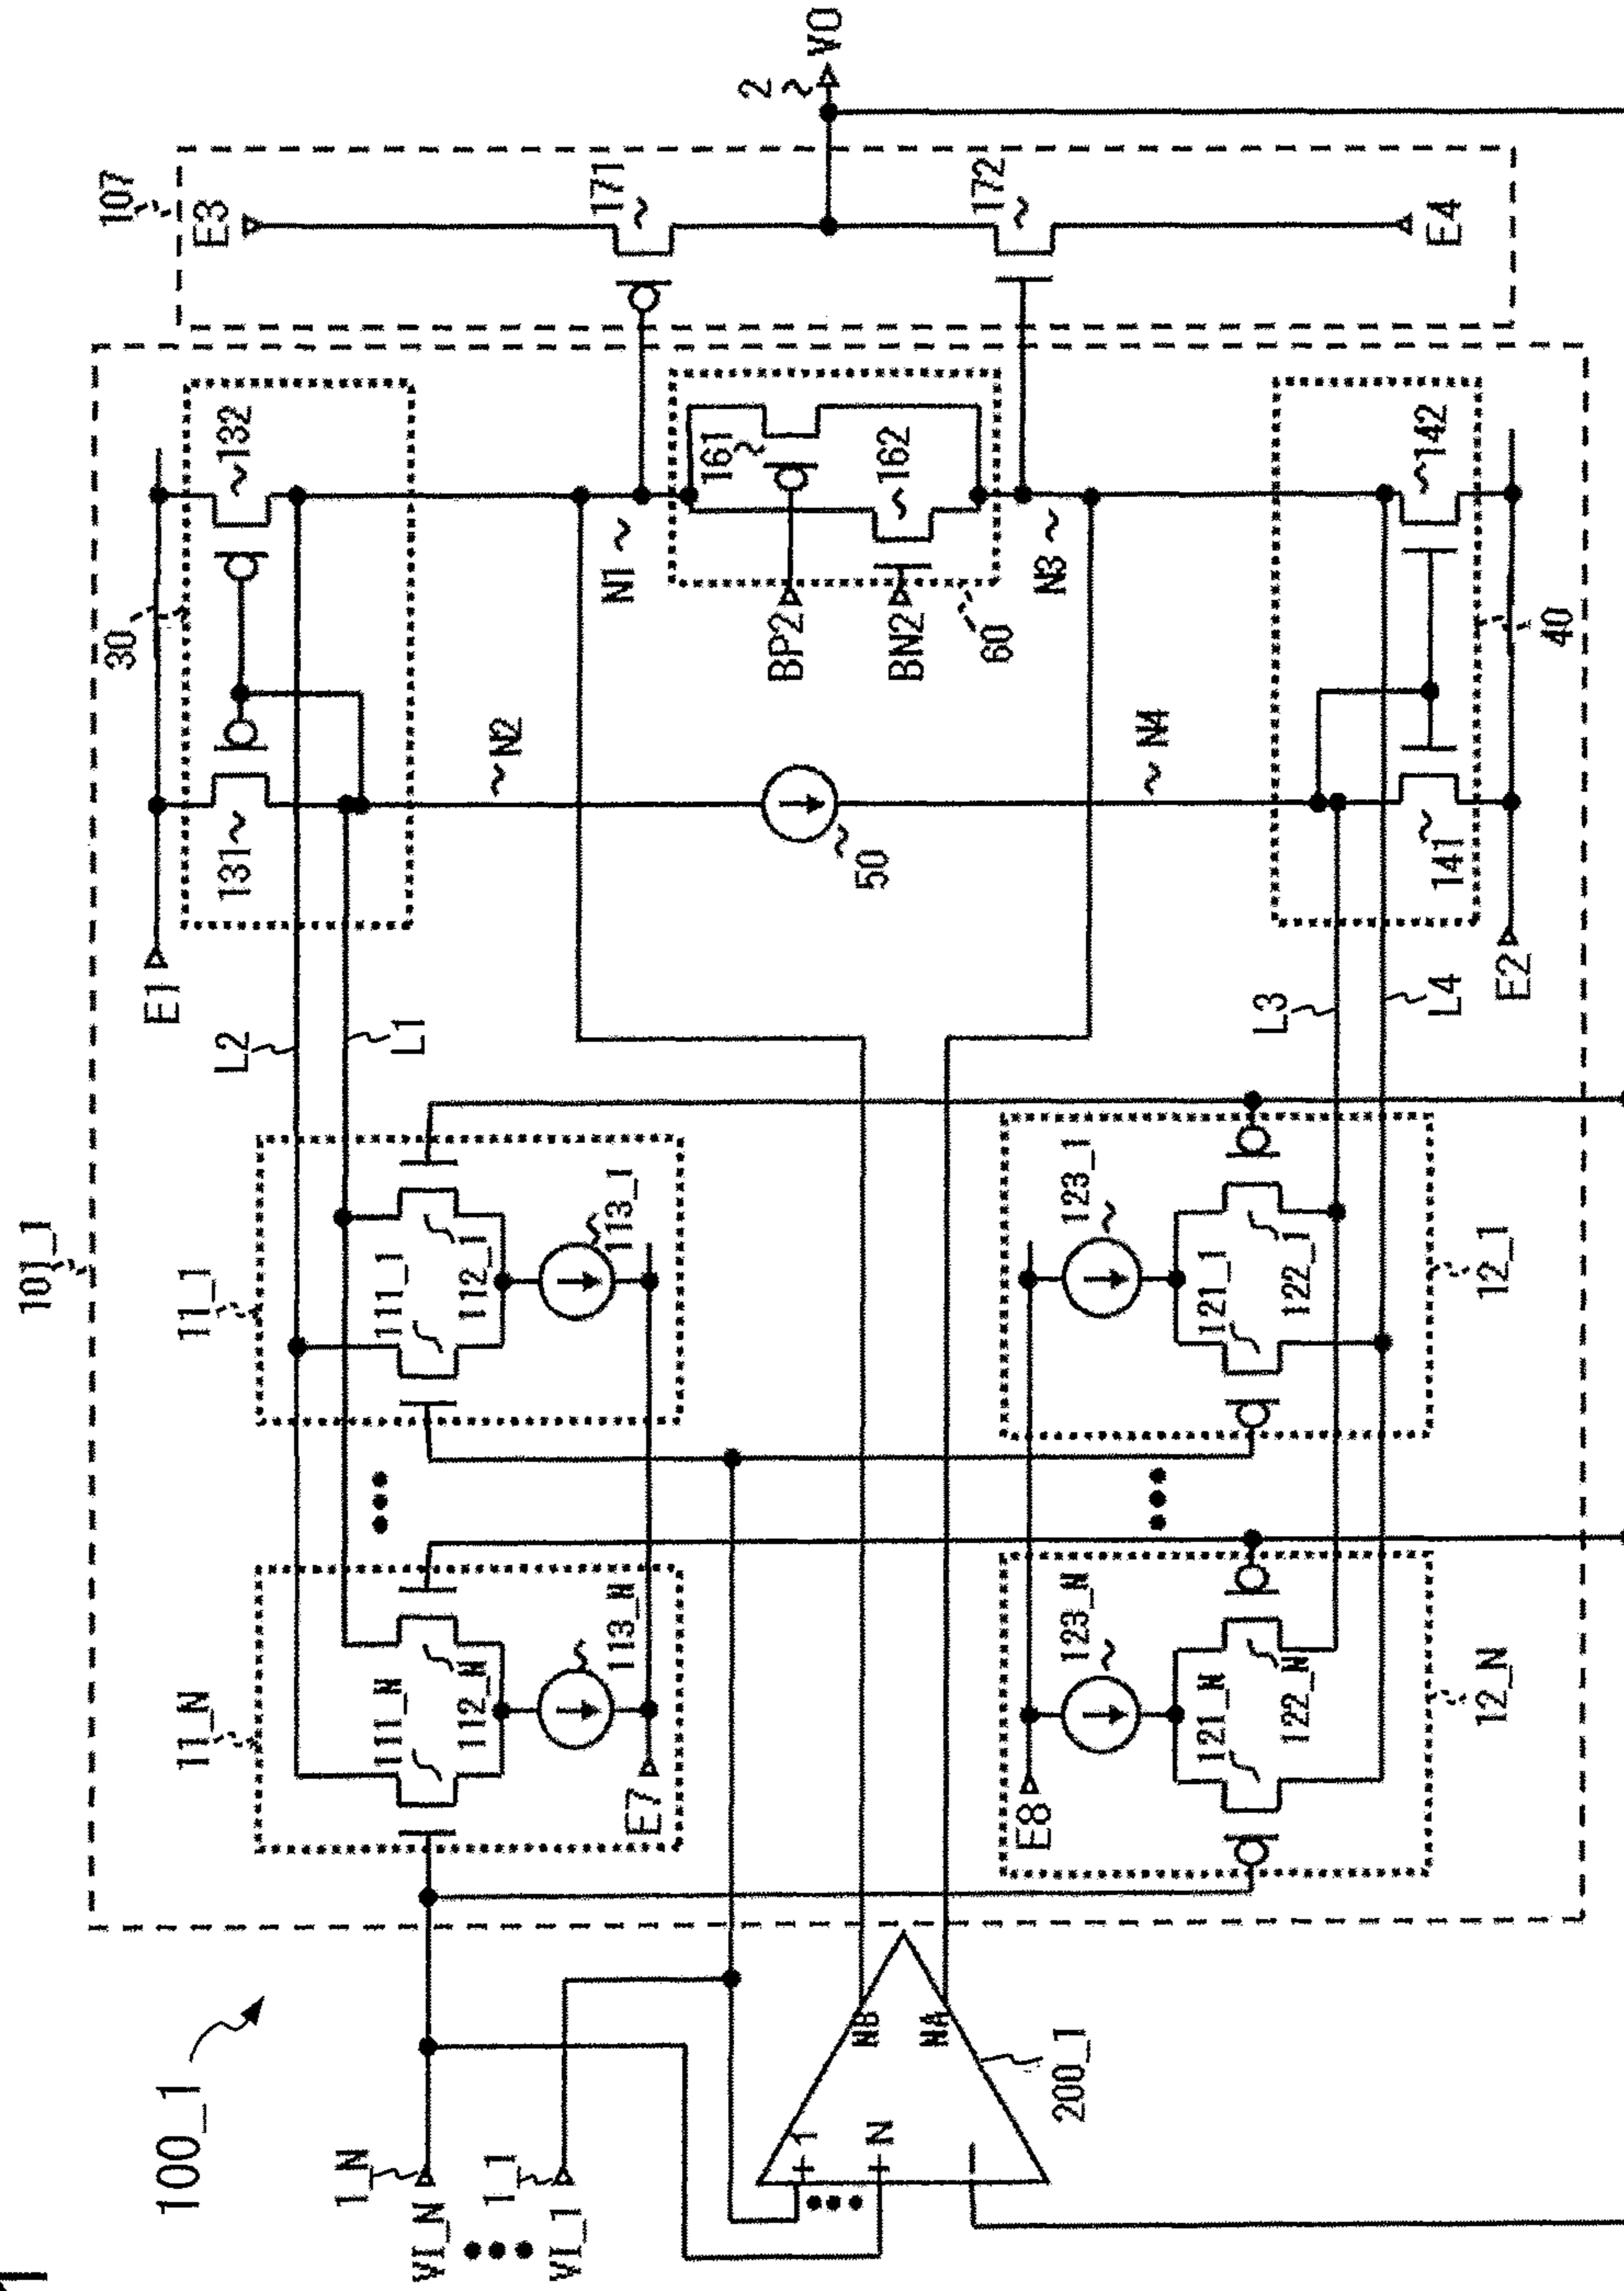 100_1
101_1
107
1_N
VI_N
1_1
VI_1
11_N
111_N
112_N
113_N
E7
11_1
111_1
112_1
113_1
L2
L1
E1
30
131
132
N2
N1
E3
171
2
VO
172
E4
161
162
BP2
BN2
60
50
N4
N3
NB
NA
+1
+N
−
200_1
E8
123_N
121_N
122_N
12_N
123_1
121_1
122_1
12_1
L3
L4
E2
141
142
40